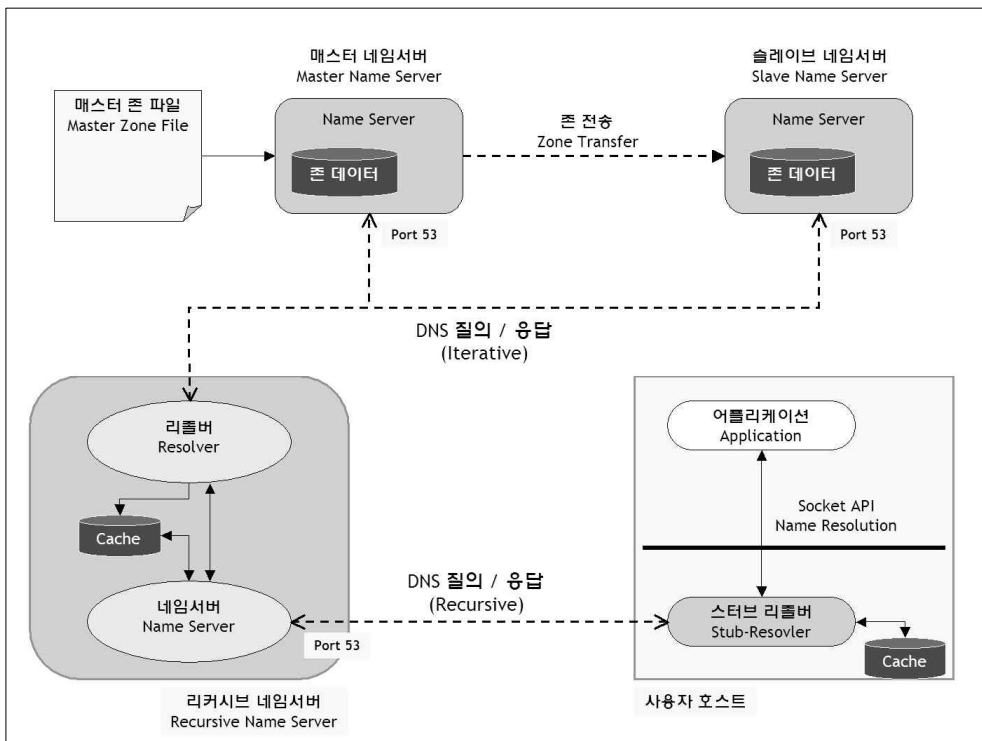 매스터 네임서버
Master Name Server
슬레이브 네임서버
Slave Name Server
매스터 존 파일
Master Zone File
Name Server
존 데이터
존 전송
Zone Transfer
Name Server
존 데이터
Port 53
Port 53
DNS 질의 / 응답
(Iterative)
리졸버
Resolver
Cache
네임서버
Name Server
Port 53
리커시브 네임서버
Recursive Name Server
DNS 질의 / 응답
(Recursive)
어플리케이션
Application
Socket API
Name Resolution
스터브 리졸버
Stub-Resovler
Cache
사용자 호스트